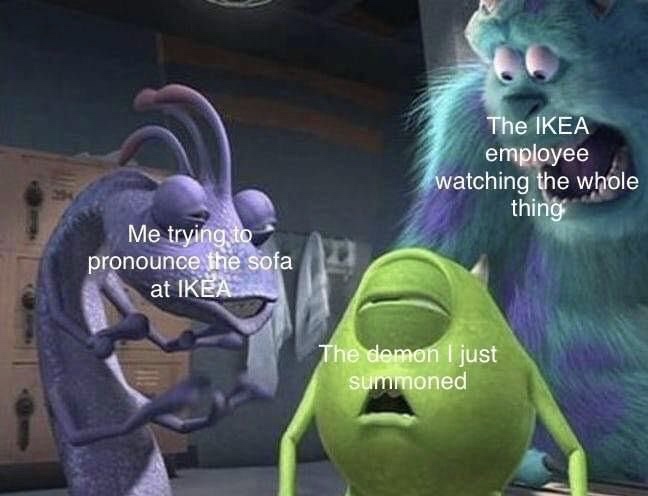 The IKEA
employee
watching the whole
thing
Me trying to
pronounce the sofa
at IKEA
The demon I just
summoned